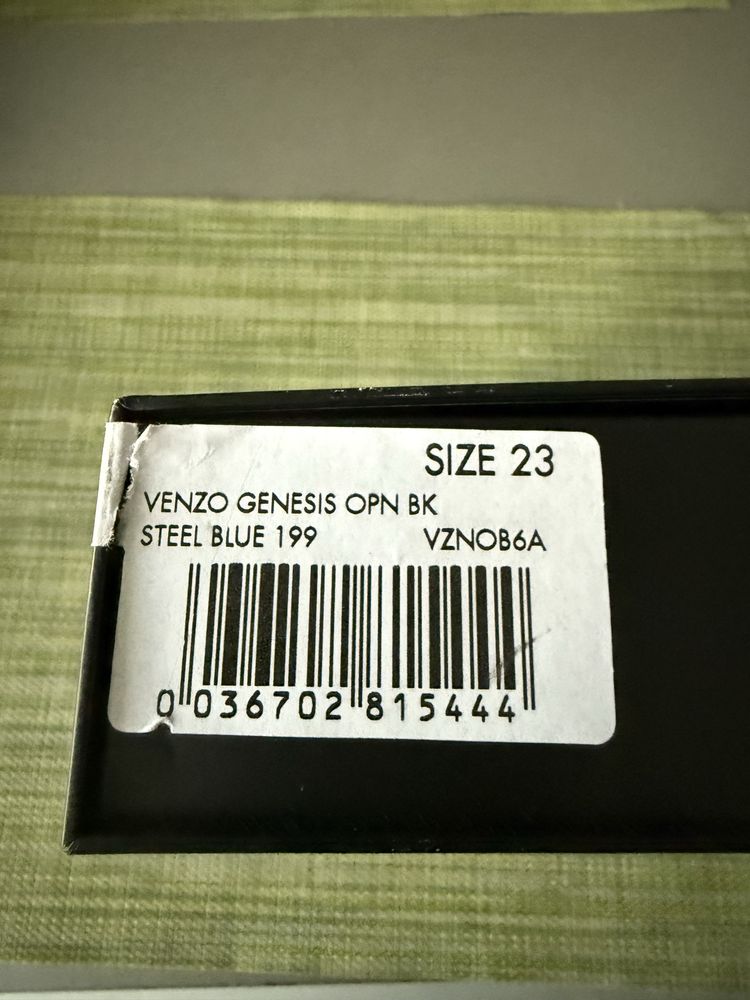 SIZE 23
VENZO GENESIS OPN BK
STEEL BLUE 199 VZNOB6A
0 036702 815444